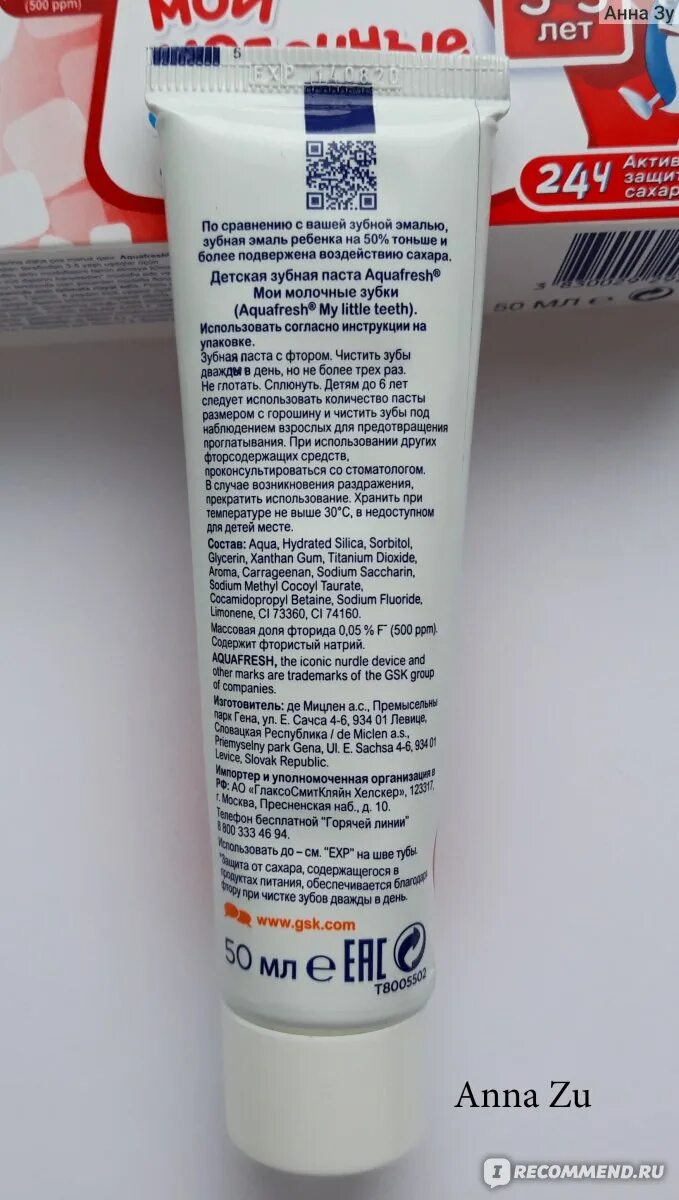 (500 ppm)
МОИ
3-5
лет
Анна Зу
24Ч
Актив
защит
сахар
50 МЛ e
5
EXP 140820
По сравнению с вашей зубной эмалью,
зубная эмаль ребенка на 50% тоньше и
более подвержена воздействию сахара.
Детская зубная паста Aquafresh®
Мои молочные зубки
(Aquafresh® My little teeth).
Использовать согласно инструкции на
упаковке.
Зубная паста с фтором. Чистить зубы
дважды в день, но не более трех раз.
Не глотать. Сплюнуть. Детям до 6 лет
следует использовать количество пасты
размером с горошину и чистить зубы под
наблюдением взрослых для предотвращения
проглатывания. При использовании других
фторсодержащих средств,
проконсультироваться со стоматологом.
В случае возникновения раздражения,
прекратить использование. Хранить при
температуре не выше 30°C, в недоступном
для детей месте.
Состав: Aqua, Hydrated Silica, Sorbitol,
Glycerin, Xanthan Gum, Titanium Dioxide,
Aroma, Carrageenan, Sodium Saccharin,
Sodium Methyl Cocoyl Taurate,
Cocamidopropyl Betaine, Sodium Fluoride,
Limonene, CI 73360, CI 74160.
Массовая доля фторида 0,05 % F⁻ (500 ppm).
Содержит фтористый натрий.
AQUAFRESH, the iconic nurdle device and
other marks are trademarks of the GSK group
of companies.
Изготовитель: де Мицлен а.с., Премысельны
парк Гена, ул. Е. Сачса 4-6, 934 01 Левице,
Словацкая Республика / de Miclen a.s.,
Priemyselny park Gena, Ul. E. Sachsa 4-6, 934 01
Levice, Slovak Republic.
Импортер и уполномоченная организация в
РФ: АО «ГлаксоСмитКляйн Хелскер», 123317,
г. Москва, Пресненская наб., д. 10.
Телефон бесплатной "Горячей линии"
8 800 333 46 94.
Использовать до – см. "EXP" на шве тубы.
*Защита от сахара, содержащегося в
продуктах питания, обеспечивается благодаря
фтору при чистке зубов дважды в день.
www.gsk.com
50 мл e EAC
T8005502
Anna Zu
IRECOMMEND.RU